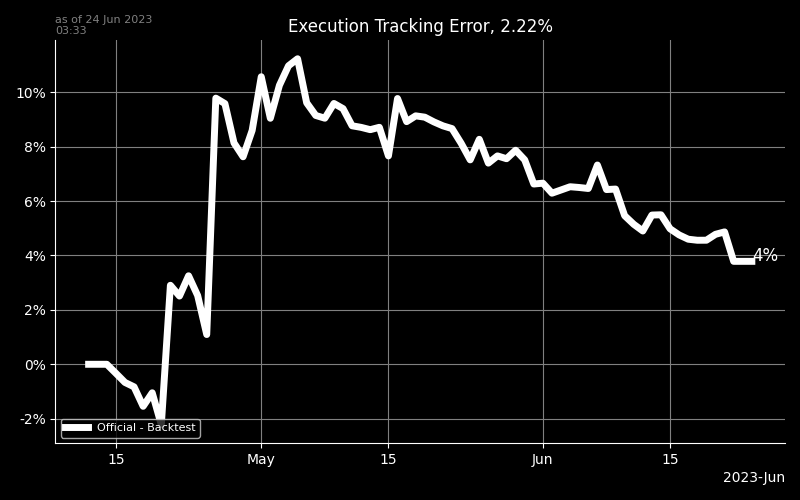 as of 24 Jun 2023
03:33
Execution Tracking Error, 2.22%
10%
8%
6%
4%
4%
2%
0%
-2%
Official - Backtest
15
May
15
Jun
15
2023-Jun